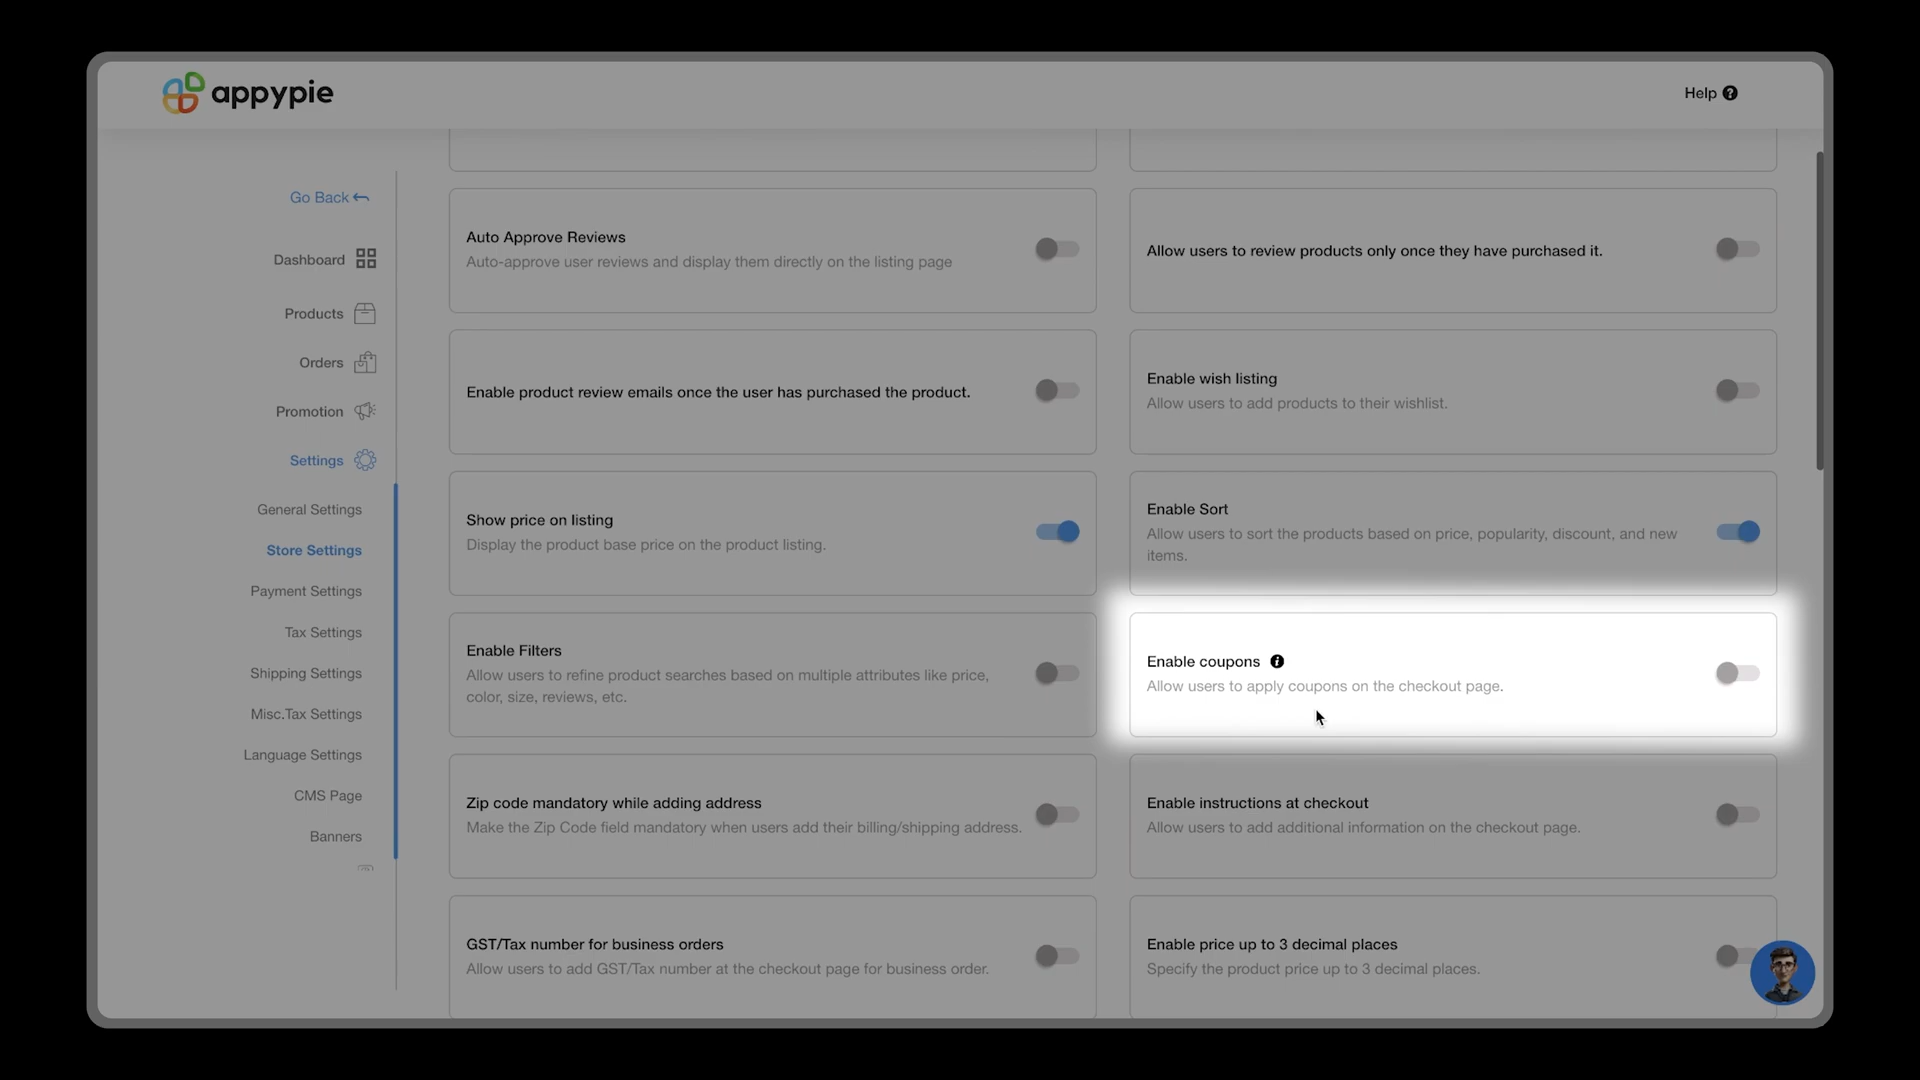 appypie
Help
Go Back
Dashboard
Products
Orders
Promotion
Settings
General Settings
Store Settings
Payment Settings
Tax Settings
Shipping Settings
Misc.Tax Settings
Language Settings
CMS Page
Banners
Auto Approve Reviews
Auto-approve user reviews and display them directly on the listing page
Allow users to review products only once they have purchased it.
Enable product review emails once the user has purchased the product.
Enable wish listing
Allow users to add products to their wishlist.
Show price on listing
Display the product base price on the product listing.
Enable Sort
Allow users to sort the products based on price, popularity, discount, and new
items.
Enable Filters
Allow users to refine product searches based on multiple attributes like price,
color, size, reviews, etc.
Enable coupons
Allow users to apply coupons on the checkout page.
Zip code mandatory while adding address
Make the Zip Code field mandatory when users add their billing/shipping address.
Enable instructions at checkout
Allow users to add additional information on the checkout page.
GST/Tax number for business orders
Allow users to add GST/Tax number at the checkout page for business order.
Enable price up to 3 decimal places
Specify the product price up to 3 decimal places.